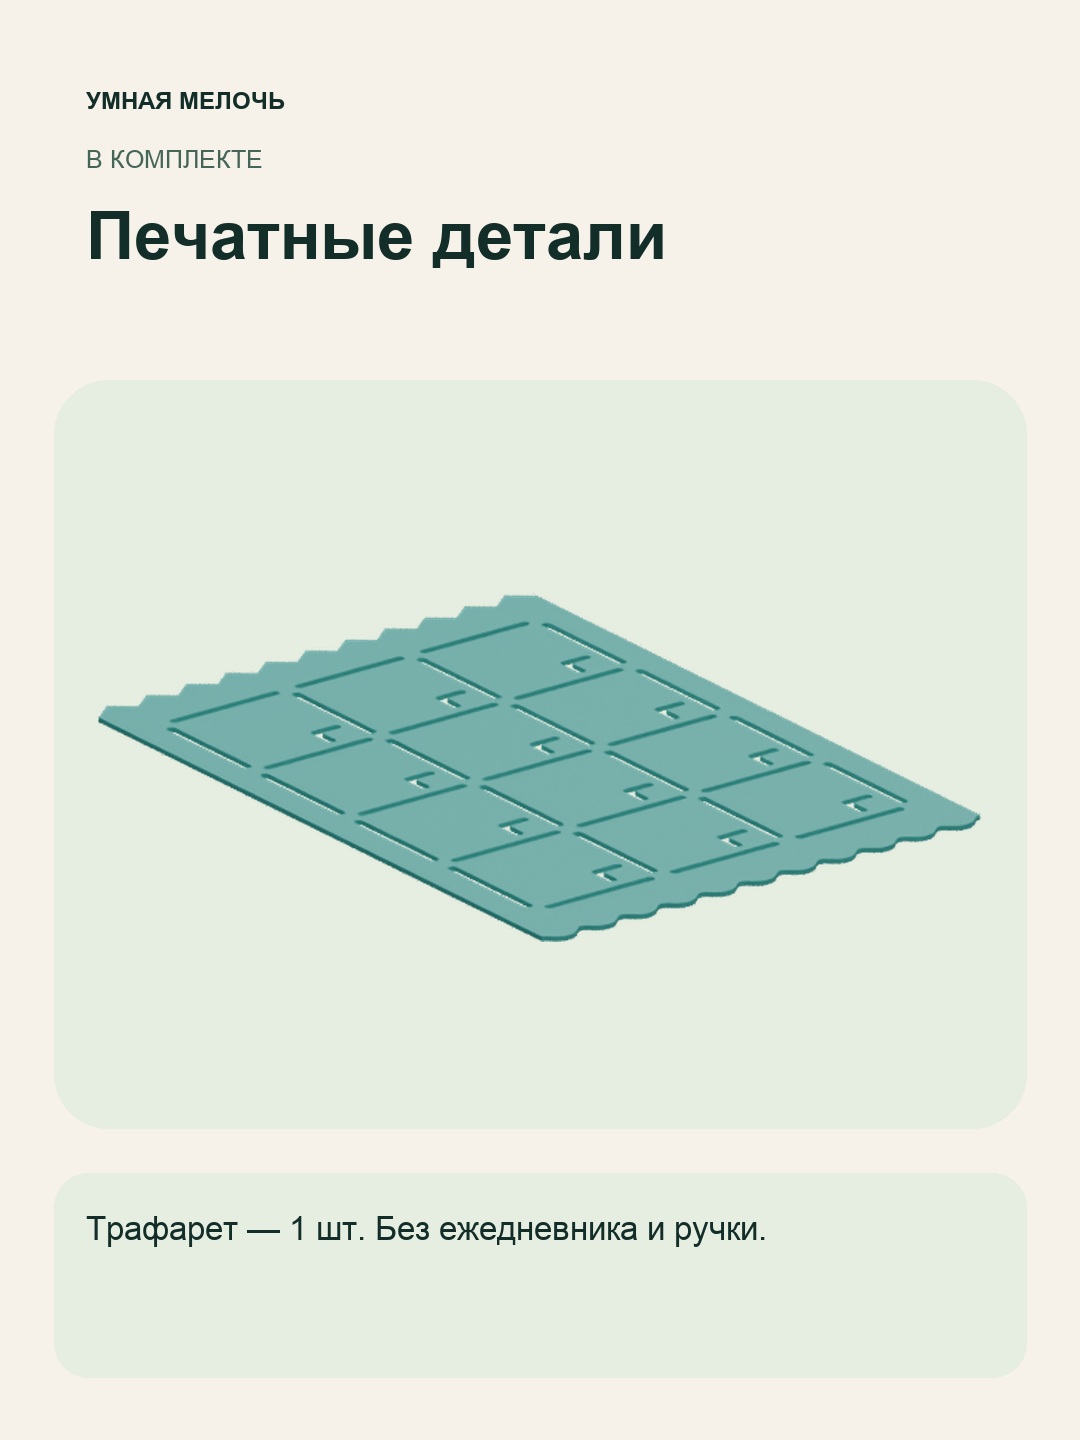 УМНАЯ МЕЛОЧЬ
В КОМПЛЕКТЕ
Печатные детали
Трафарет — 1 шт. Без ежедневника и ручки.